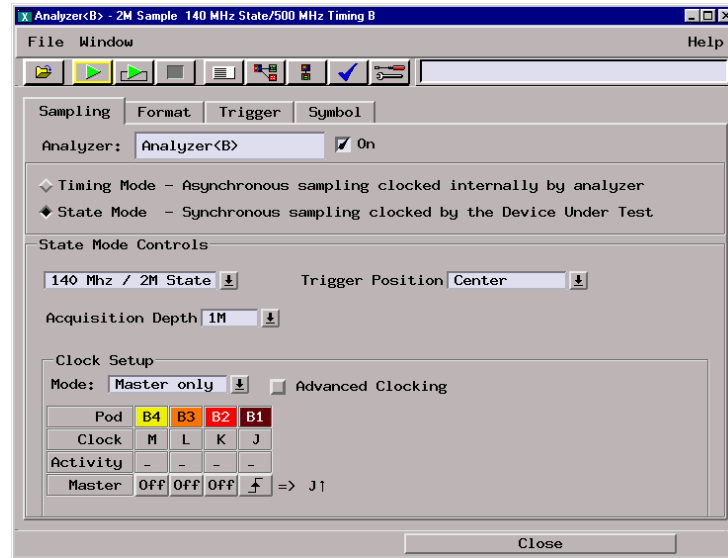 Analyzer<B> - 2M Sample 140 MHz State/500 MHz Timing B
File Window Help
Sampling Format Trigger Symbol
Analyzer: Analyzer<B> On
Timing Mode - Asynchronous sampling clocked internally by analyzer
State Mode - Synchronous sampling clocked by the Device Under Test
State Mode Controls
140 Mhz / 2M State Trigger Position Center
Acquisition Depth 1M
Clock Setup
Mode: Master only Advanced Clocking
Pod B4 B3 B2 B1
Clock M L K J
Activity - - - -
Master Off Off Off => J↑
Close